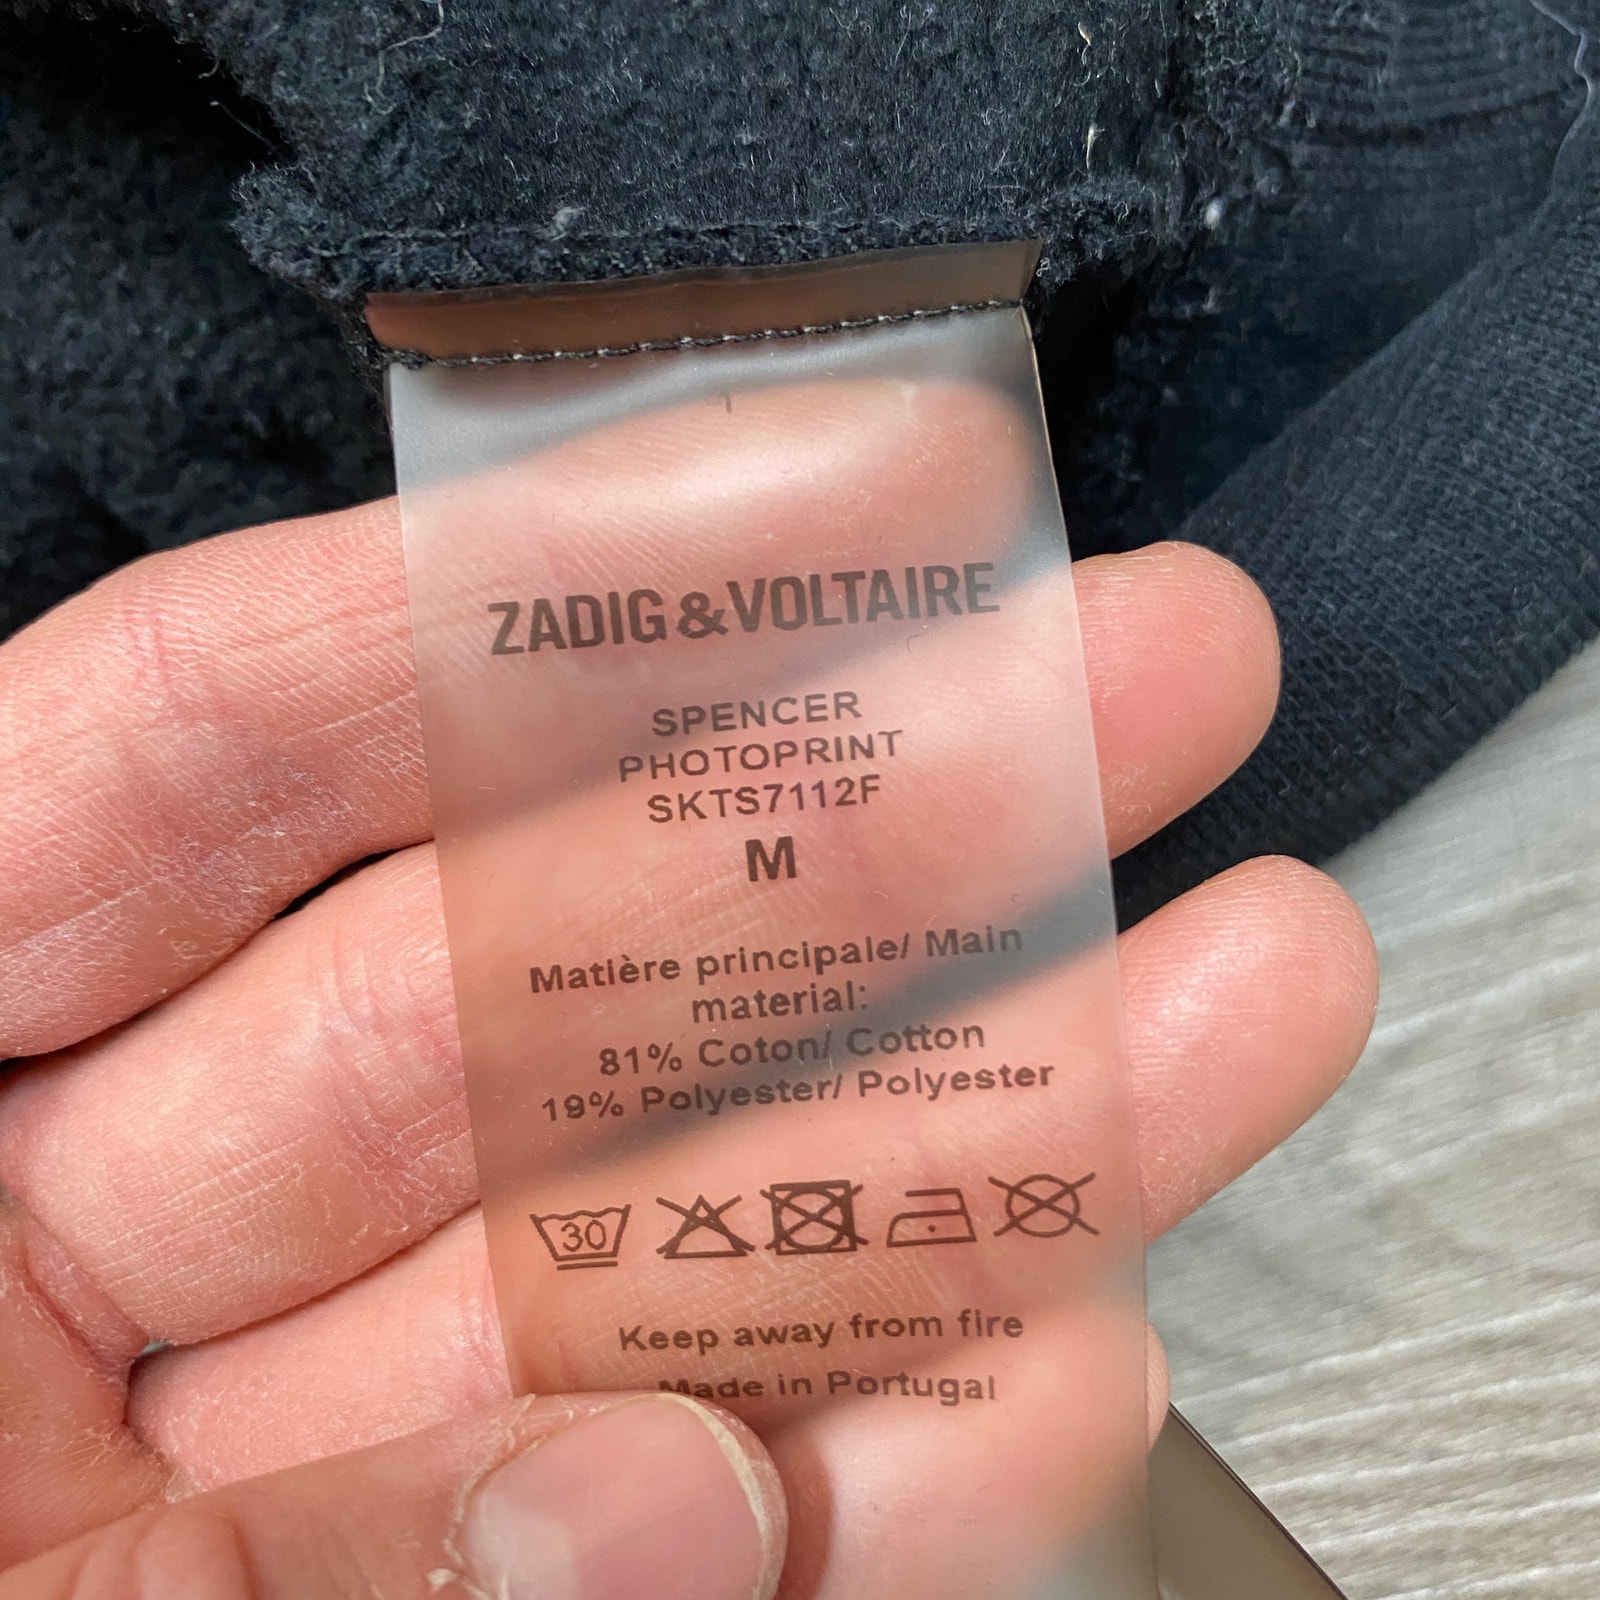 ZADIG & VOLTAIRE
SPENCER
PHOTOPRINT
SKTS7112F
M
Matière principale/ Main
material:
81% Coton/ Cotton
19% Polyester/ Polyester
30
Keep away from fire
Made in Portugal